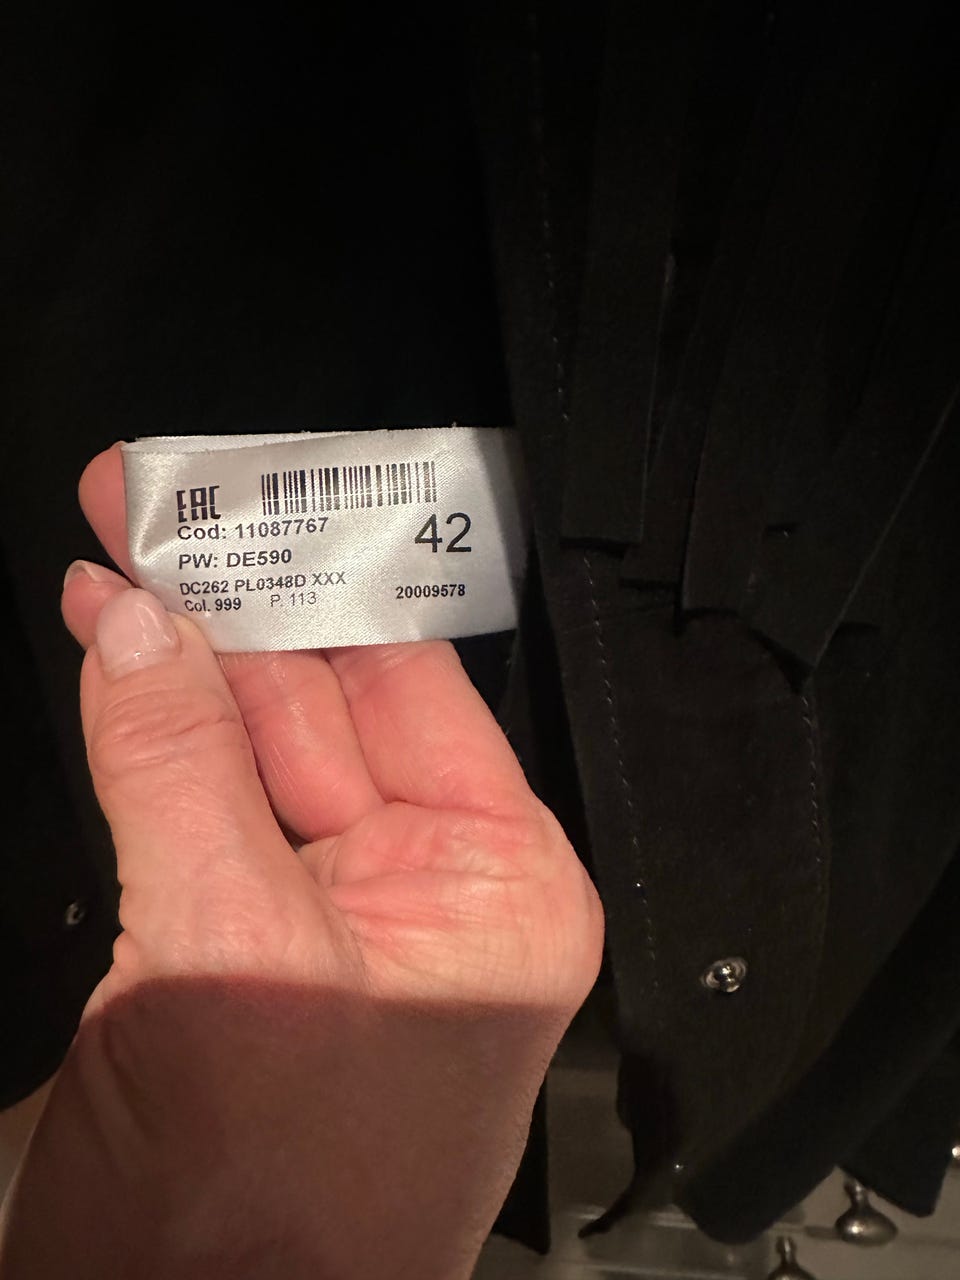 EAC
Cod: 11087767
42
PW: DE590
DC262 PL0348D XXX
Col. 999 P. 113 20009578